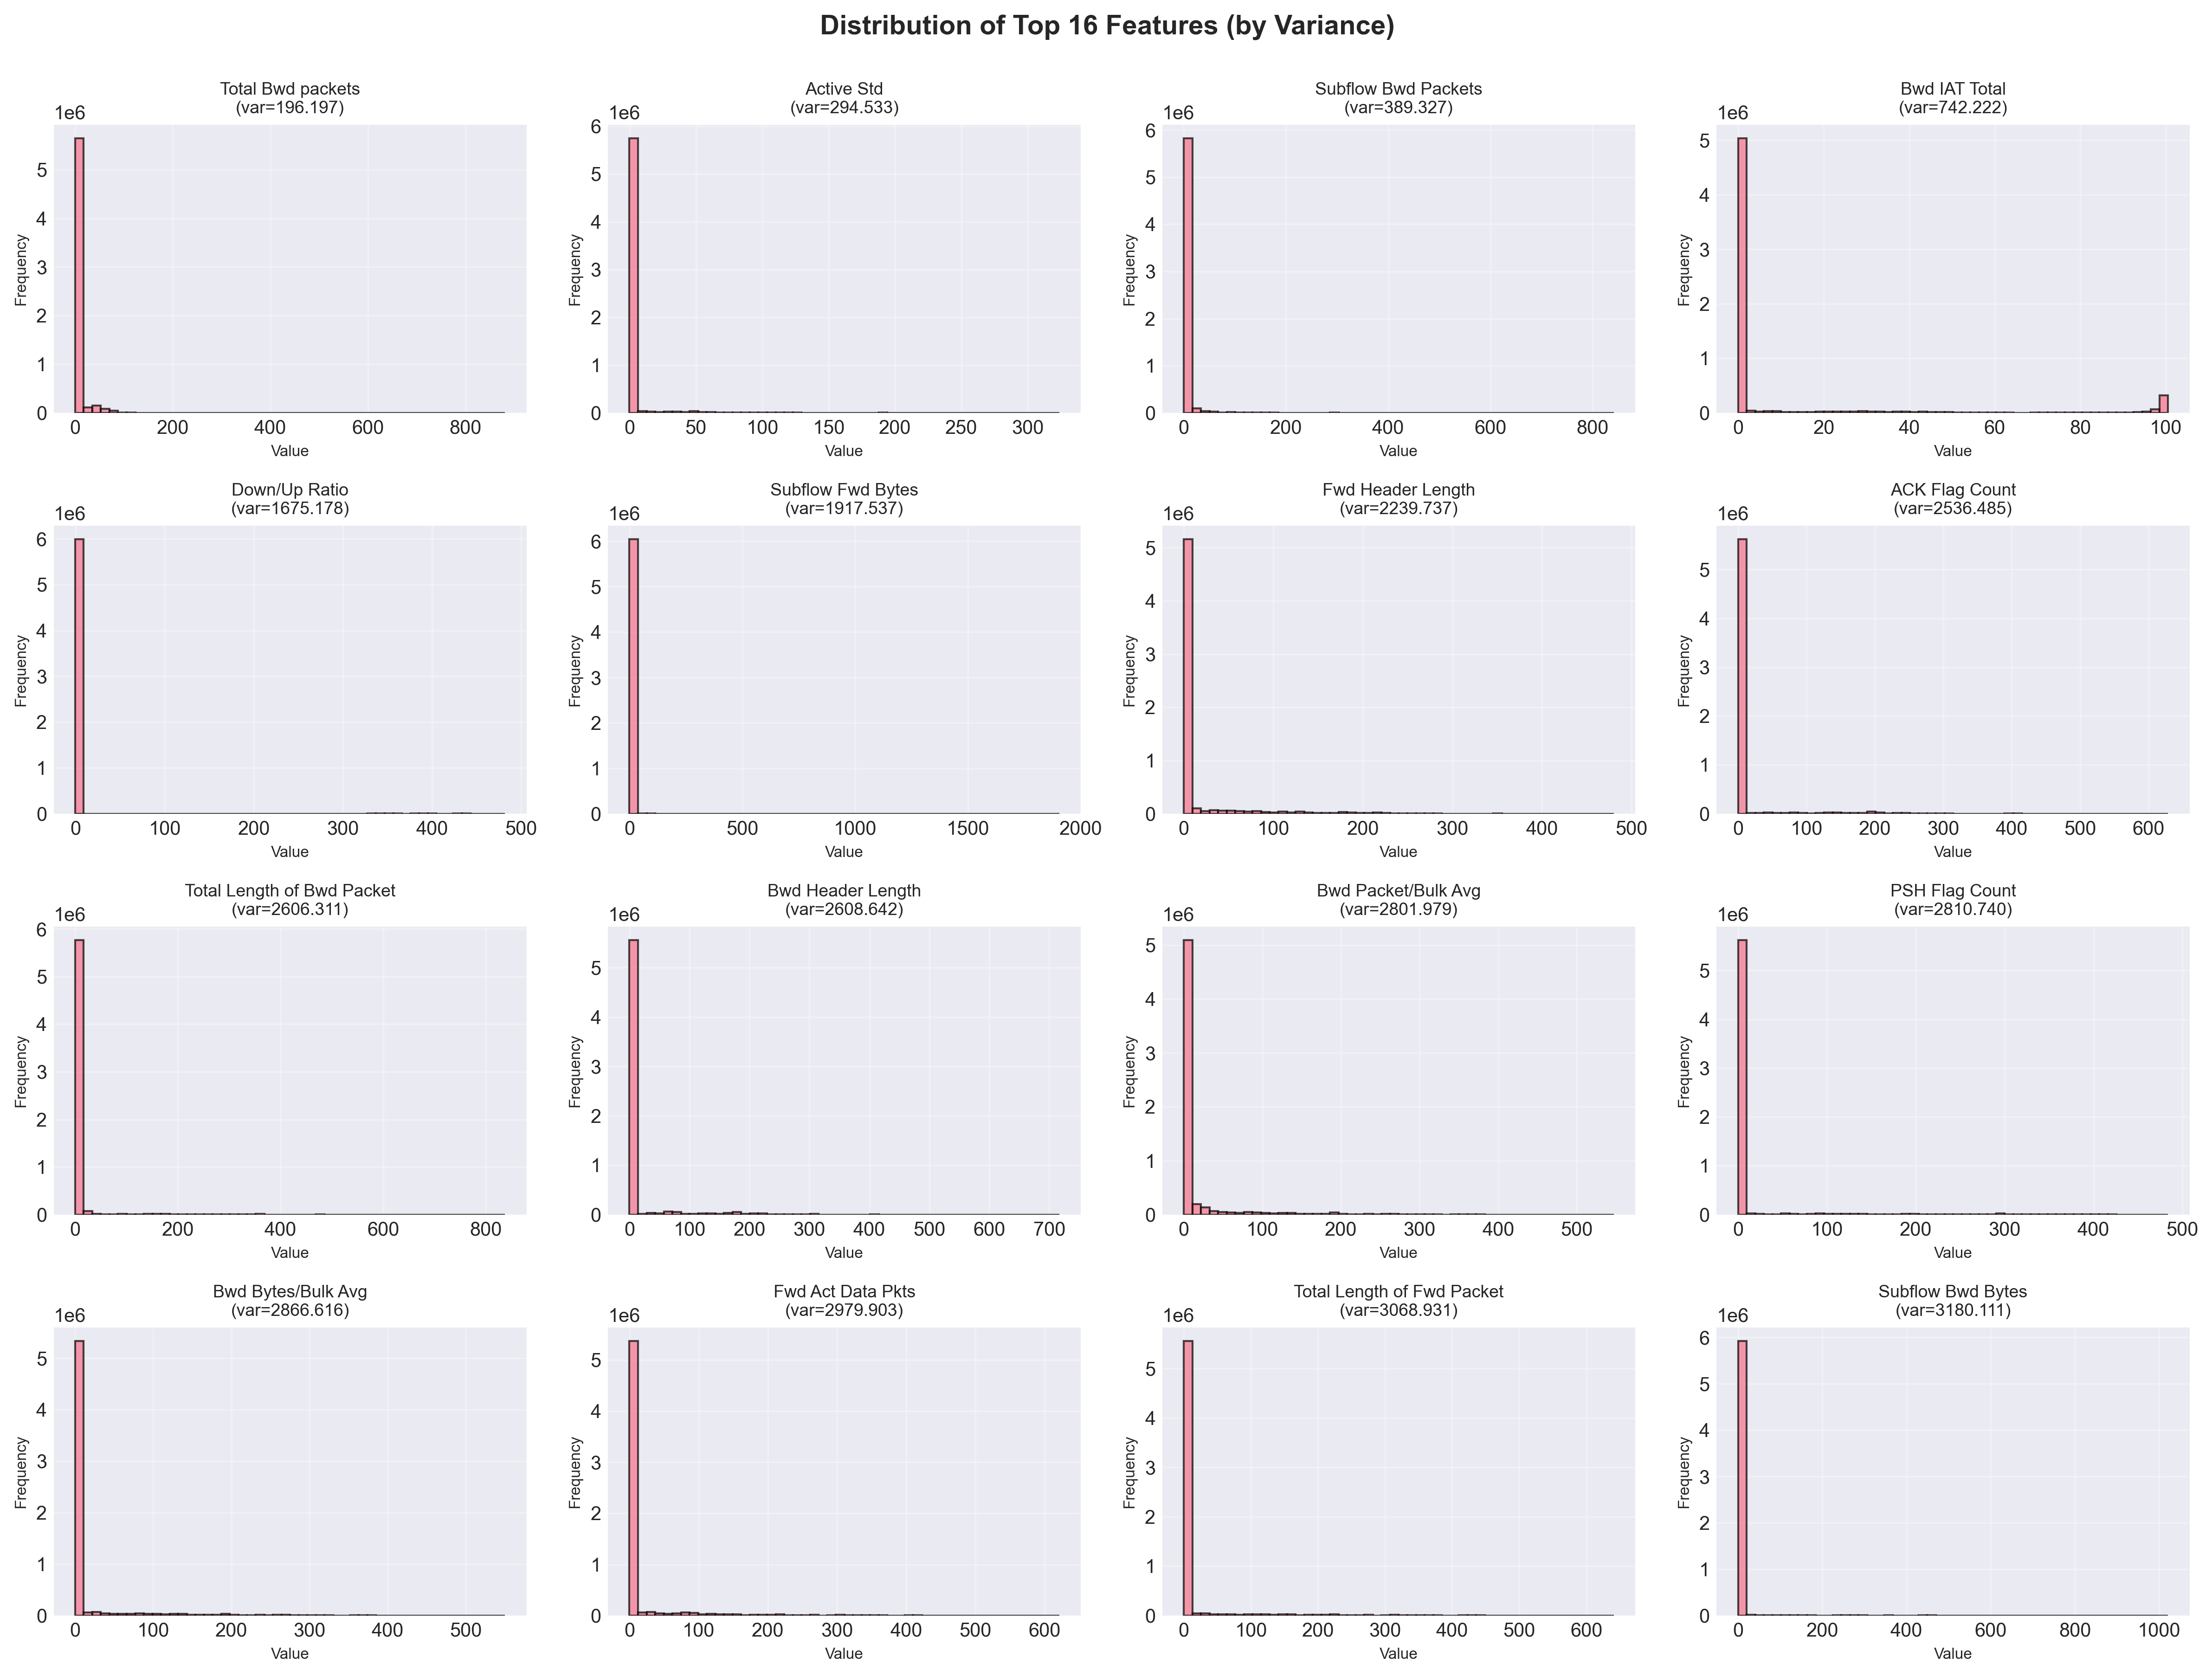 Distribution of Top 16 Features (by Variance)
Total Bwd packets
(var=196.197)
1e6
5
4
3
2
1
0
Frequency
0 200 400 600 800
Value
Active Std
(var=294.533)
1e6
6
5
4
3
2
1
0
Frequency
0 50 100 150 200 250 300
Value
Subflow Bwd Packets
(var=389.327)
1e6
6
5
4
3
2
1
0
Frequency
0 200 400 600 800
Value
Bwd IAT Total
(var=742.222)
1e6
5
4
3
2
1
0
Frequency
0 20 40 60 80 100
Value
Down/Up Ratio
(var=1675.178)
1e6
6
5
4
3
2
1
0
Frequency
0 100 200 300 400 500
Value
Subflow Fwd Bytes
(var=1917.537)
1e6
6
5
4
3
2
1
0
Frequency
0 500 1000 1500 2000
Value
Fwd Header Length
(var=2239.737)
1e6
5
4
3
2
1
0
Frequency
0 100 200 300 400 500
Value
ACK Flag Count
(var=2536.485)
1e6
5
4
3
2
1
0
Frequency
0 100 200 300 400 500 600
Value
Total Length of Bwd Packet
(var=2606.311)
1e6
6
5
4
3
2
1
0
Frequency
0 200 400 600 800
Value
Bwd Header Length
(var=2608.642)
1e6
5
4
3
2
1
0
Frequency
0 100 200 300 400 500 600 700
Value
Bwd Packet/Bulk Avg
(var=2801.979)
1e6
5
4
3
2
1
0
Frequency
0 100 200 300 400 500
Value
PSH Flag Count
(var=2810.740)
1e6
5
4
3
2
1
0
Frequency
0 100 200 300 400 500
Value
Bwd Bytes/Bulk Avg
(var=2866.616)
1e6
5
4
3
2
1
0
Frequency
0 100 200 300 400 500
Value
Fwd Act Data Pkts
(var=2979.903)
1e6
5
4
3
2
1
0
Frequency
0 100 200 300 400 500 600
Value
Total Length of Fwd Packet
(var=3068.931)
1e6
5
4
3
2
1
0
Frequency
0 100 200 300 400 500 600
Value
Subflow Bwd Bytes
(var=3180.111)
1e6
6
5
4
3
2
1
0
Frequency
0 200 400 600 800 1000
Value